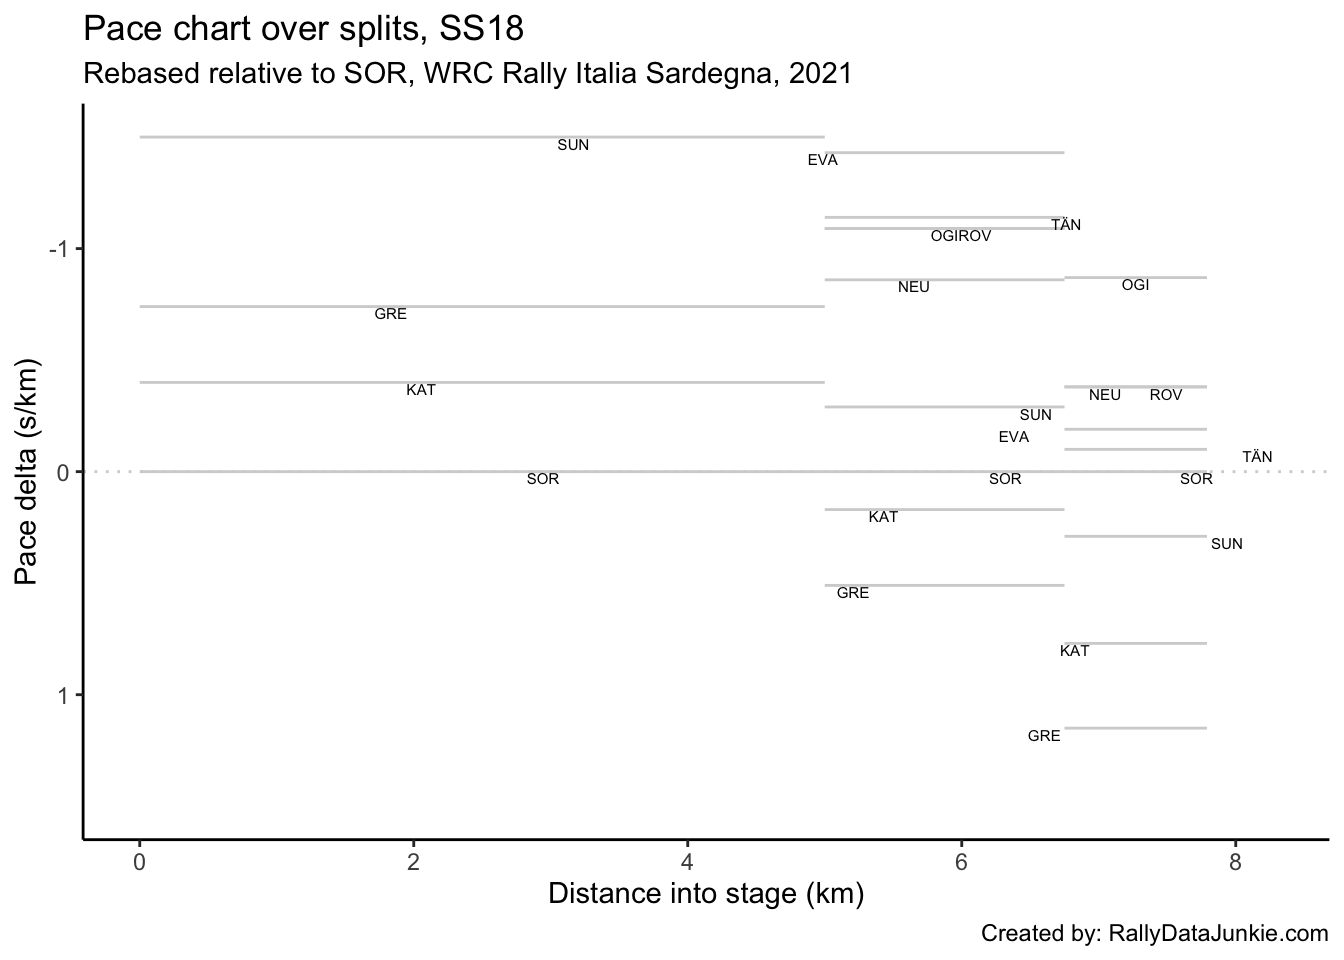 Pace chart over splits, SS18
Rebased relative to SOR, WRC Rally Italia Sardegna, 2021
SUN
EVA
TÄN
-1
OGIROV
NEU
OGI
GRE
KAT
NEU ROV
SUN
EVA
TÄN
0
SOR SOR SOR
KAT
SUN
GRE
KAT
1
GRE
Pace delta (s/km)
0 2 4 6 8
Distance into stage (km)
Created by: RallyDataJunkie.com